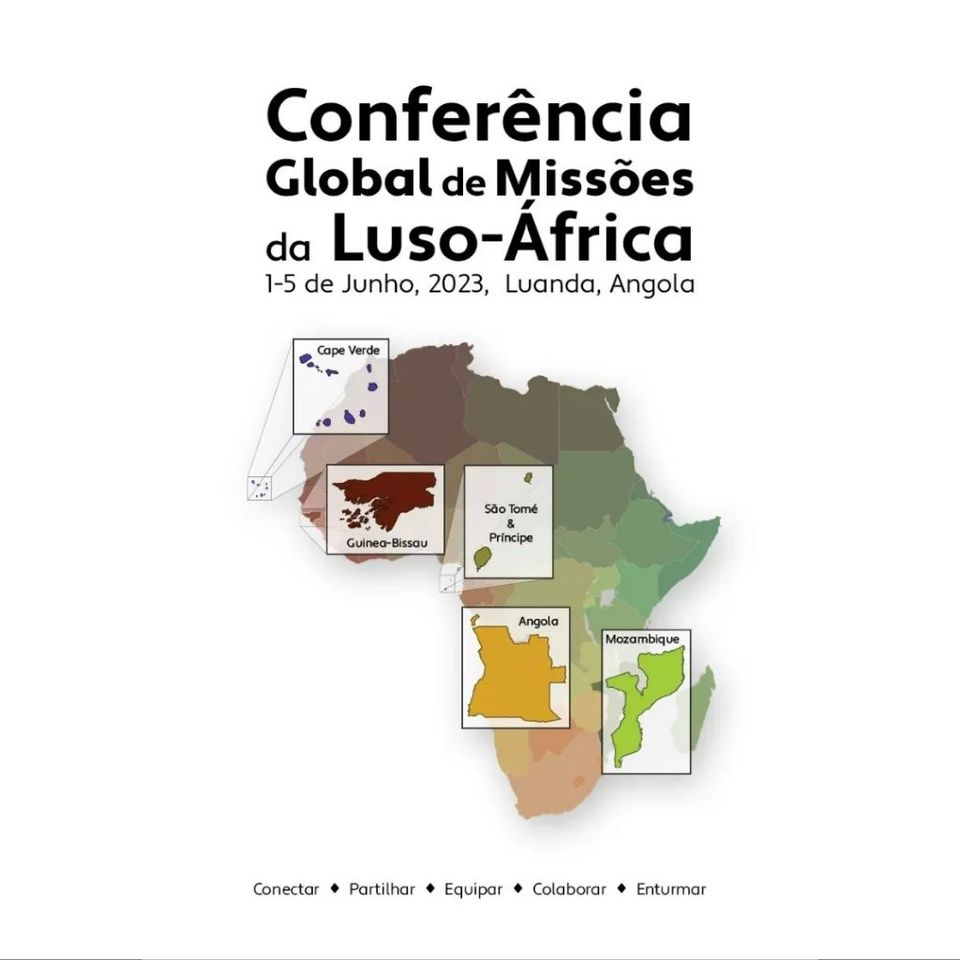 Conferência
Global de Missões
da Luso-África
1-5 de Junho, 2023, Luanda, Angola
Cape Verde
Guinea-Bissau
São Tomé
&
Príncipe
Angola
Mozambique
Conectar ♦ Partilhar ♦ Equipar ♦ Colaborar ♦ Enturmar